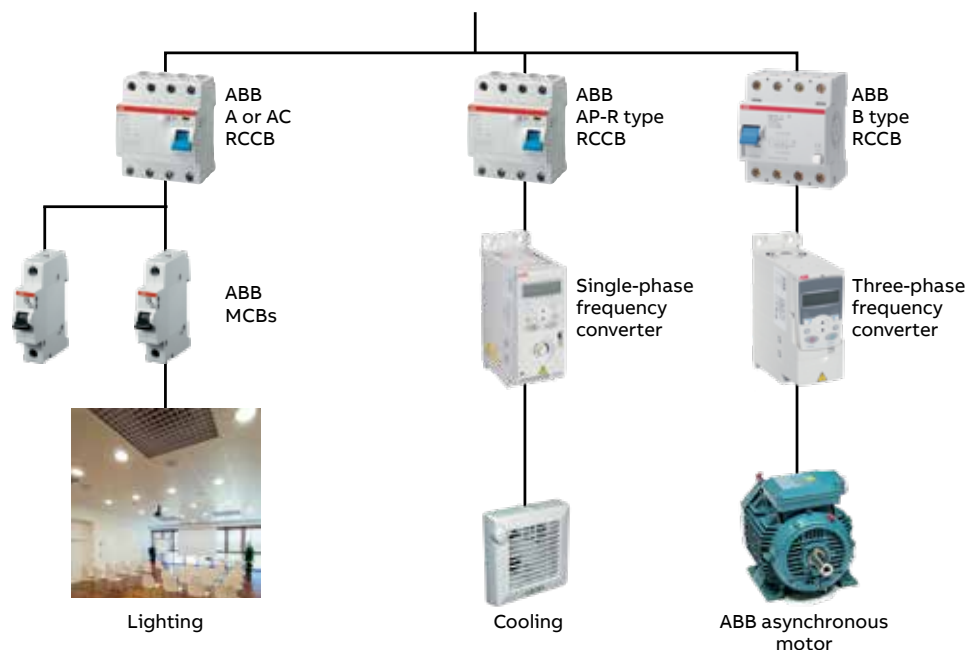 ABB
A or AC
RCCB
ABB
AP-R type
RCCB
ABB
B type
RCCB
ABB
MCBs
Single-phase
frequency
converter
Three-phase
frequency
converter
Lighting
Cooling
ABB asynchronous
motor